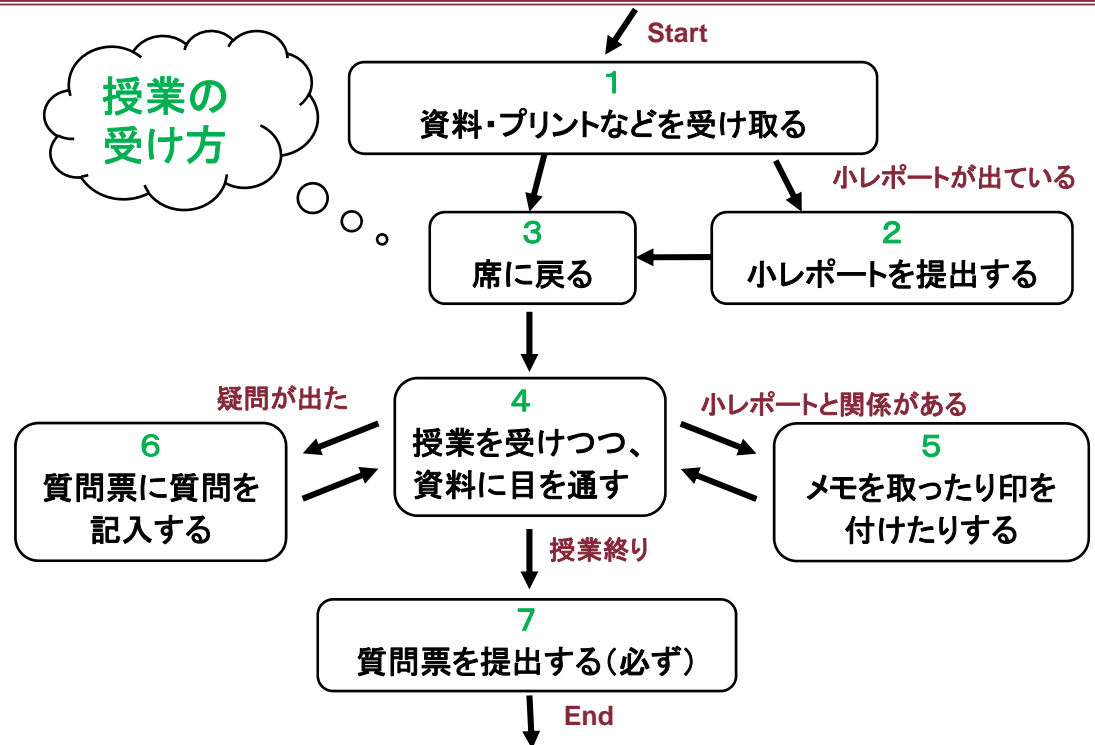 Start
授業の
受け方
1
資料・プリントなどを受け取る
小レポートが出ている
3
席に戻る
2
小レポートを提出する
疑問が出た
4
授業を受けつつ、
資料に目を通す
小レポートと関係がある
6
質問票に質問を
記入する
5
メモを取ったり印を
付けたりする
授業終り
7
質問票を提出する(必ず)
End